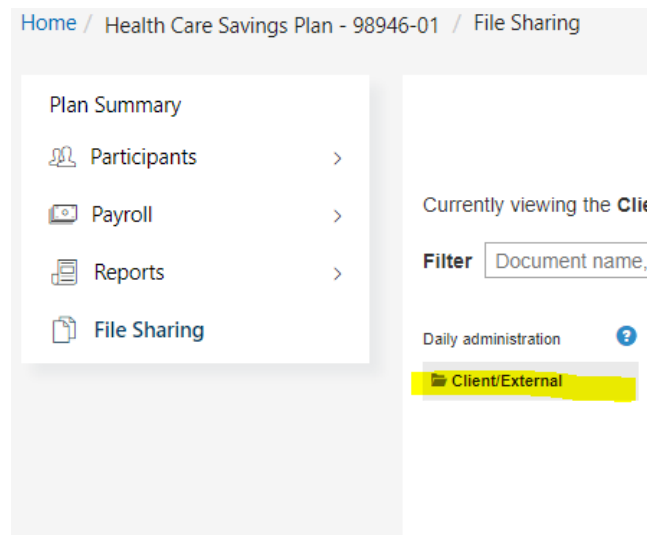 Home / Health Care Savings Plan - 98946-01 / File Sharing
Plan Summary
Participants
Payroll
Reports
File Sharing
Currently viewing the
Filter Document name,
Daily administration
Client/External